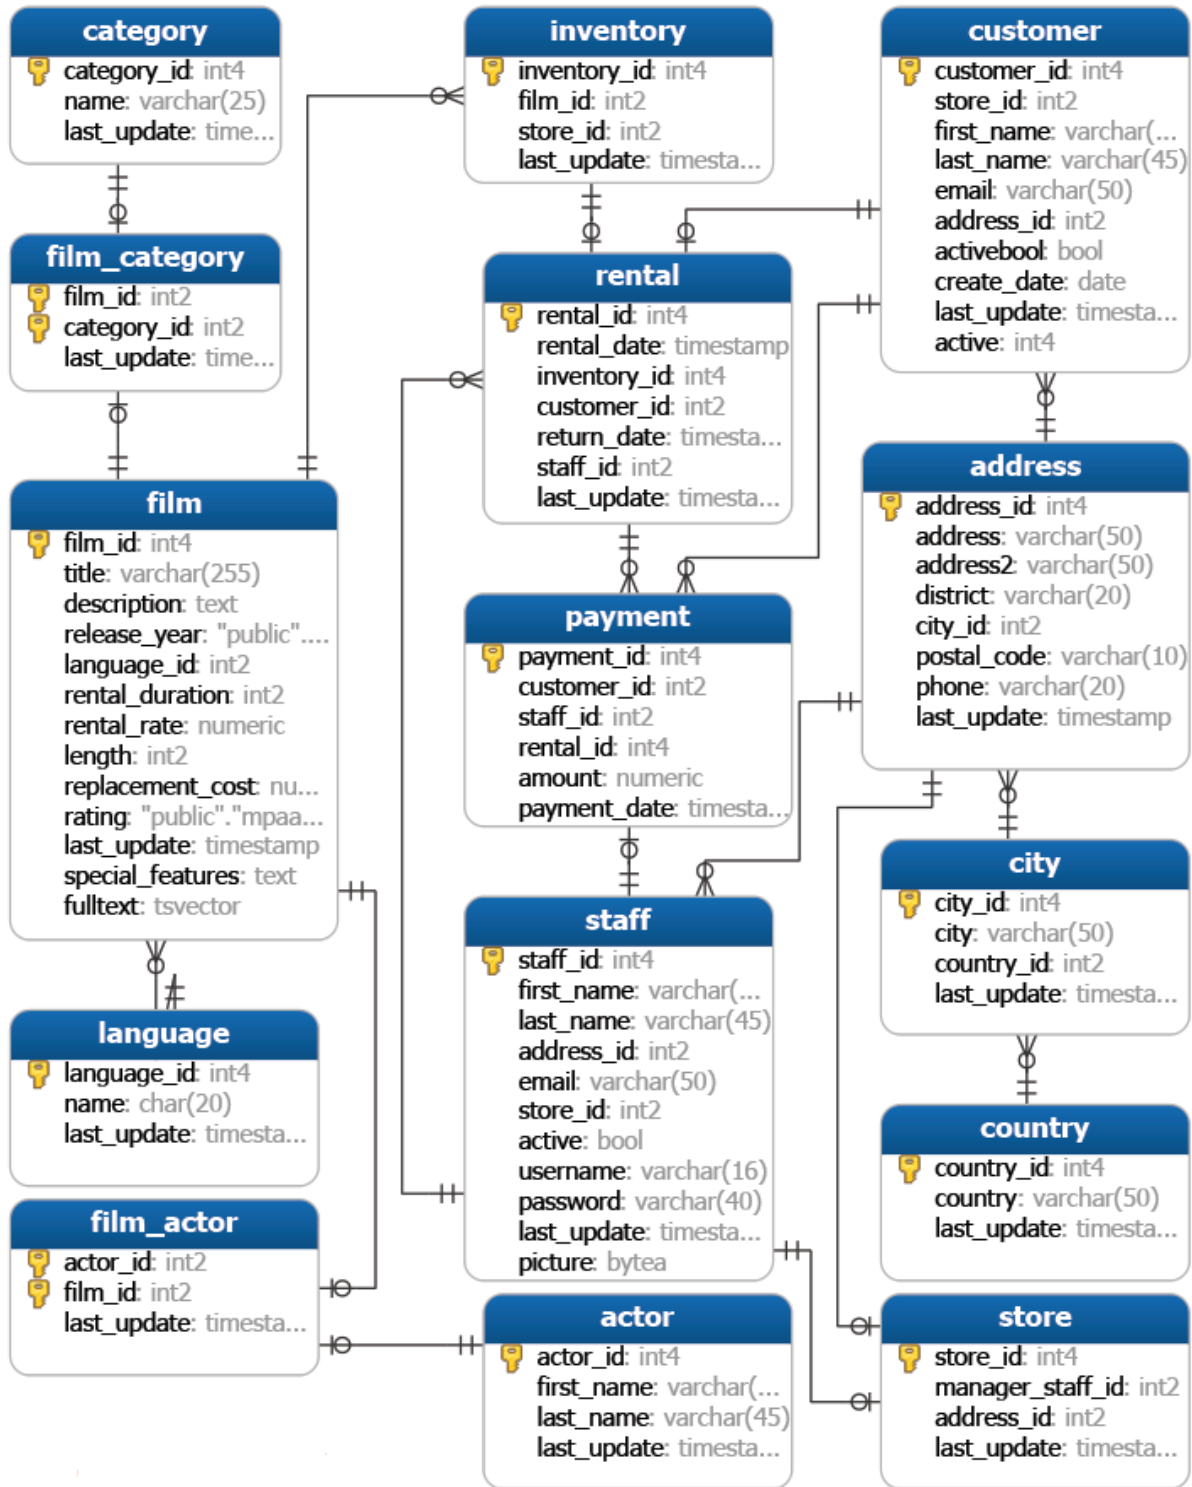 category
category_id: int4
name: varchar(25)
last_update: time...
film_category
film_id: int2
category_id: int2
last_update: time...
film
film_id: int4
title: varchar(255)
description: text
release_year: "public"....
language_id: int2
rental_duration: int2
rental_rate: numeric
length: int2
replacement_cost: nu...
rating: "public"."mpaa...
last_update: timestamp
special_features: text
fulltext: tsvector
language
language_id: int4
name: char(20)
last_update: timesta...
film_actor
actor_id: int2
film_id: int2
last_update: timesta...
inventory
inventory_id: int4
film_id: int2
store_id: int2
last_update: timesta...
rental
rental_id: int4
rental_date: timestamp
inventory_id: int4
customer_id: int2
return_date: timesta...
staff_id: int2
last_update: timesta...
payment
payment_id: int4
customer_id: int2
staff_id: int2
rental_id: int4
amount: numeric
payment_date: timesta...
staff
staff_id: int4
first_name: varchar(...
last_name: varchar(45)
address_id: int2
email: varchar(50)
store_id: int2
active: bool
username: varchar(16)
password: varchar(40)
last_update: timesta...
picture: bytea
actor
actor_id: int4
first_name: varchar(...
last_name: varchar(45)
last_update: timesta...
customer
customer_id: int4
store_id: int2
first_name: varchar(...
last_name: varchar(45)
email: varchar(50)
address_id: int2
activebool: bool
create_date: date
last_update: timesta...
active: int4
address
address_id: int4
address: varchar(50)
address2: varchar(50)
district: varchar(20)
city_id: int2
postal_code: varchar(10)
phone: varchar(20)
last_update: timestamp
city
city_id: int4
city: varchar(50)
country_id: int2
last_update: timesta...
country
country_id: int4
country: varchar(50)
last_update: timesta...
store
store_id: int4
manager_staff_id: int2
address_id: int2
last_update: timesta...